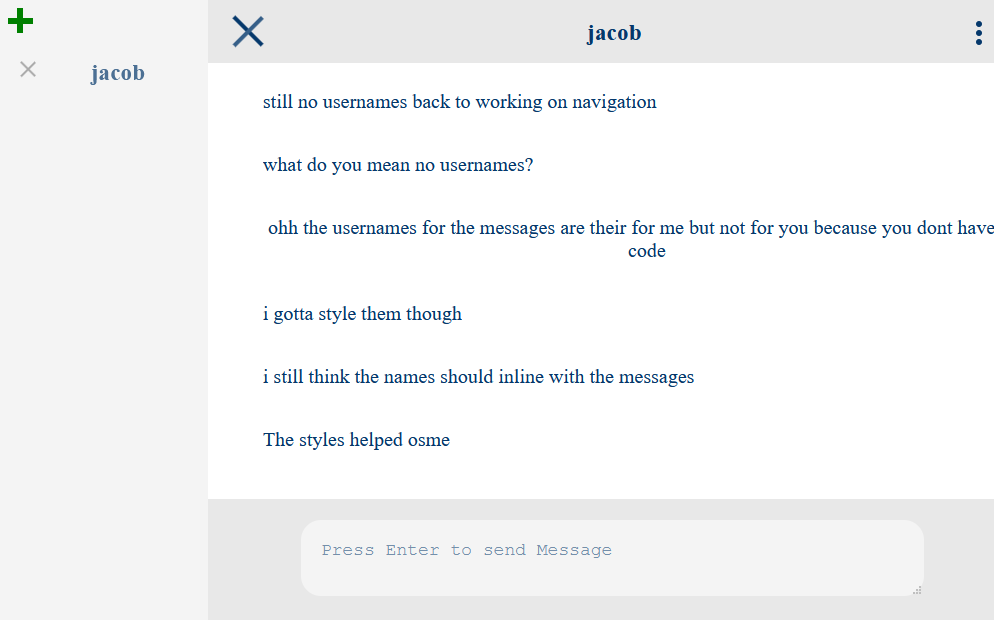 jacob
jacob
still no usernames back to working on navigation
what do you mean no usernames?
ohh the usernames for the messages are their for me but not for you because you dont have
code
i gotta style them though
i still think the names should inline with the messages
The styles helped osme
Press Enter to send Message